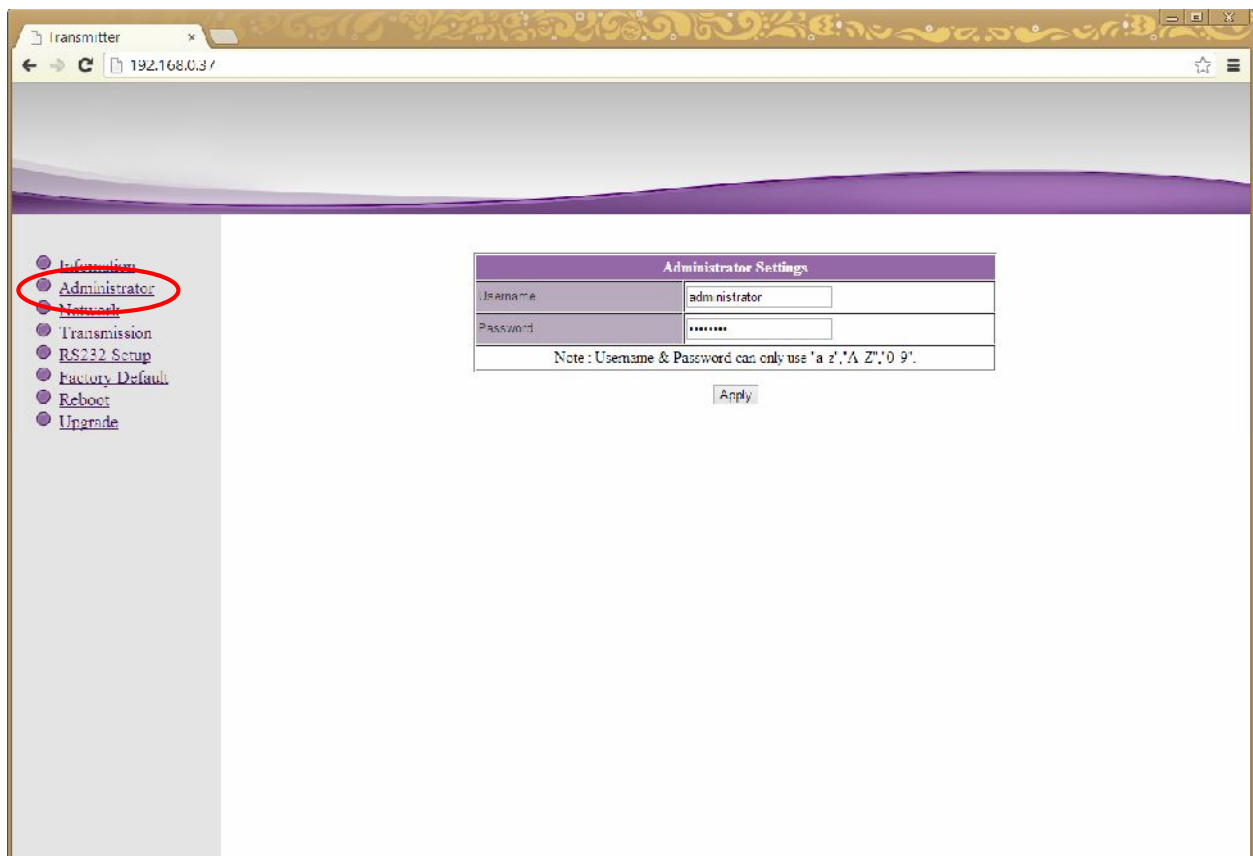 Transmitter
192.168.0.37
Information
Administrator
Network
Transmission
RS232 Setup
Factory Default
Reboot
Upgrade
Administrator Settings
Username
administrator
Password
••••••••
Note : Username & Password can only use "a-z","A-Z","0-9".
Apply